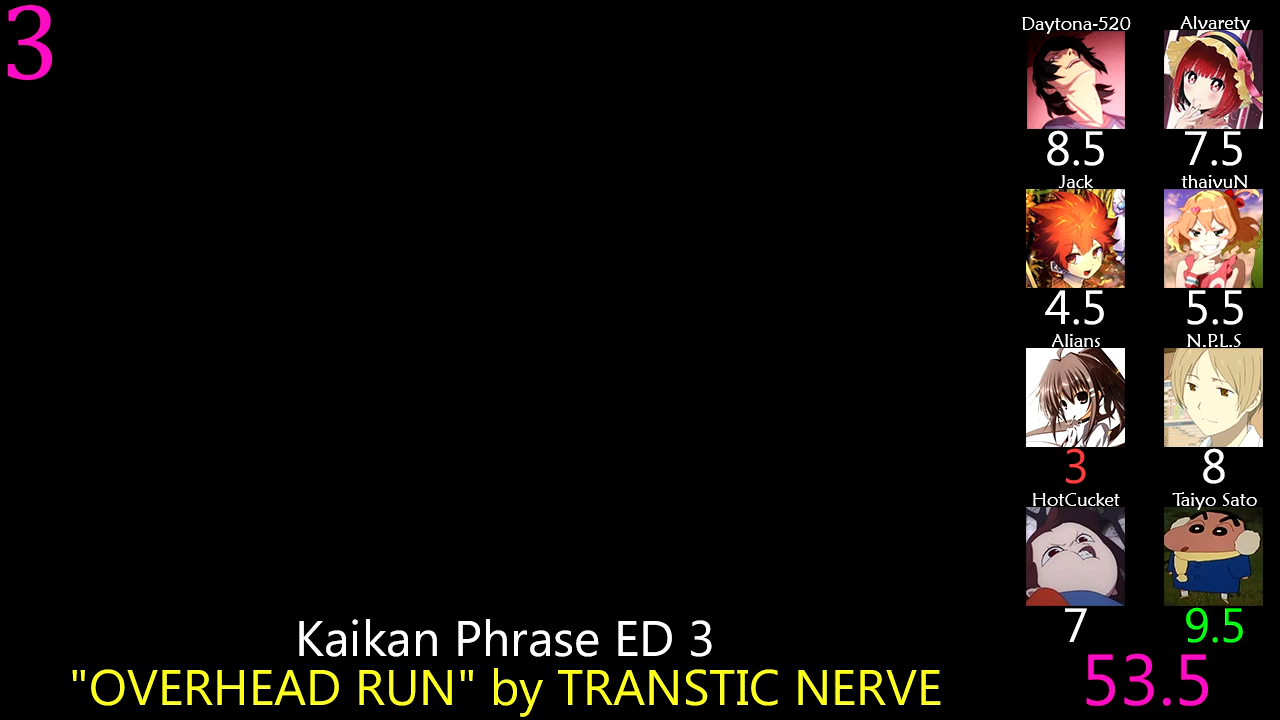 3
Daytona-520 Alvarety
8.5 7.5
Jack thaivuN
4.5 5.5
Alians N.P.L.S
3 8
HotCucket Taiyo Sato
7 9.5
53.5
Kaikan Phrase ED 3
"OVERHEAD RUN" by TRANSTIC NERVE